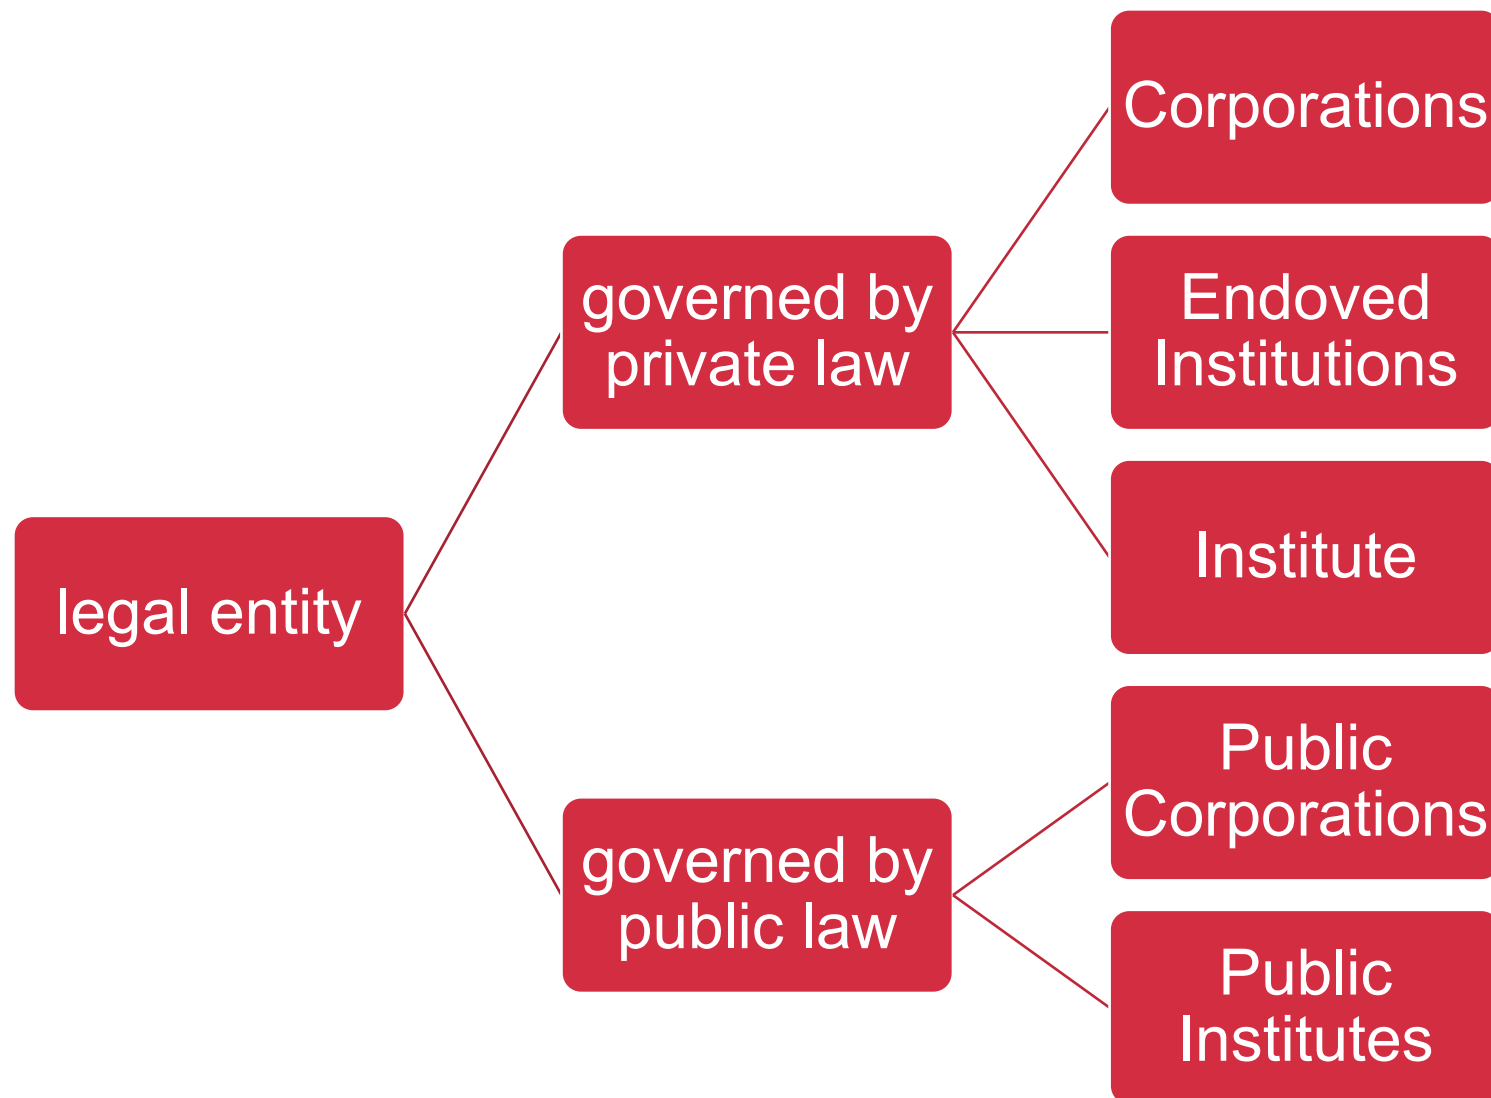 Corporations
governed by
private law
Endoved
Institutions
Institute
legal entity
Public
Corporations
governed by
public law
Public
Institutes